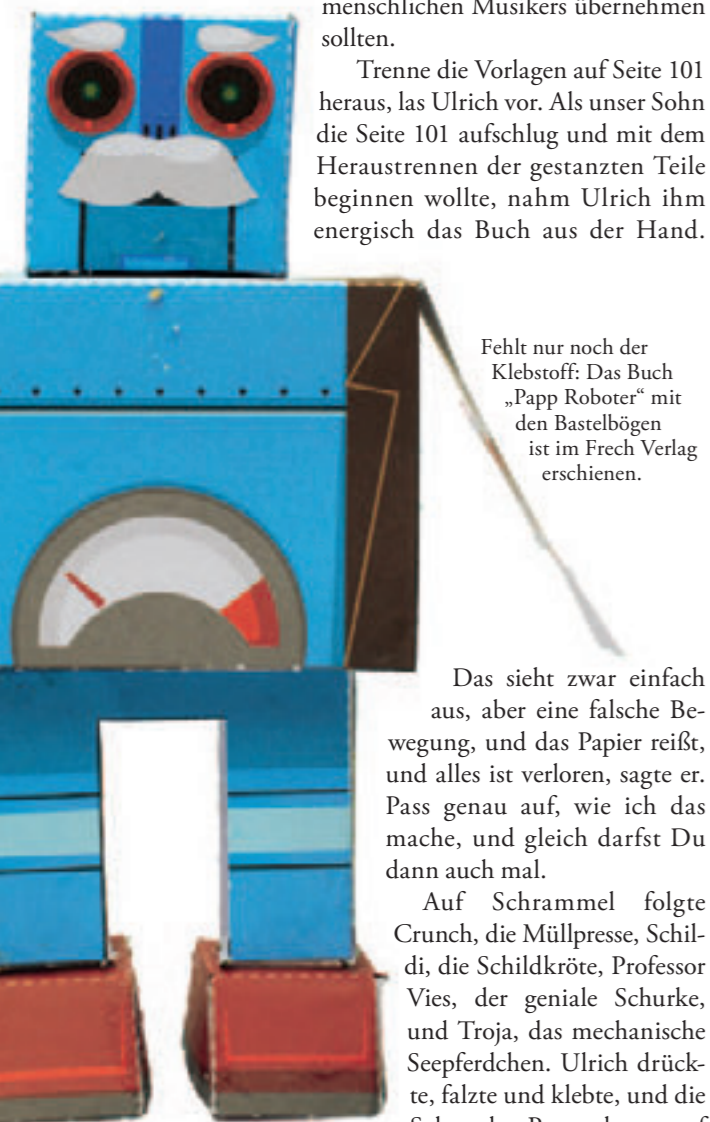 menschlichen Musikers übernehmen
sollten.
Trenne die Vorlagen auf Seite 101
heraus, las Ulrich vor. Als unser Sohn
die Seite 101 aufschlug und mit dem
Heraustrennen der gestanzten Teile
beginnen wollte, nahm Ulrich ihm
energisch das Buch aus der Hand.
Fehlt nur noch der
Klebstoff: Das Buch
„Papp Roboter“ mit
den Bastelbögen
ist im Frech Verlag
erschienen.
Das sieht zwar einfach
aus, aber eine falsche Be-
wegung, und das Papier reißt,
und alles ist verloren, sagte er.
Pass genau auf, wie ich das
mache, und gleich darfst Du
dann auch mal.
Auf Schrammel folgte
Crunch, die Müllpresse, Schil-
di, die Schildkröte, Professor
Vies, der geniale Schurke,
und Troja, das mechanische
Seepferdchen. Ulrich drück-
te, falzte und klebte, und die